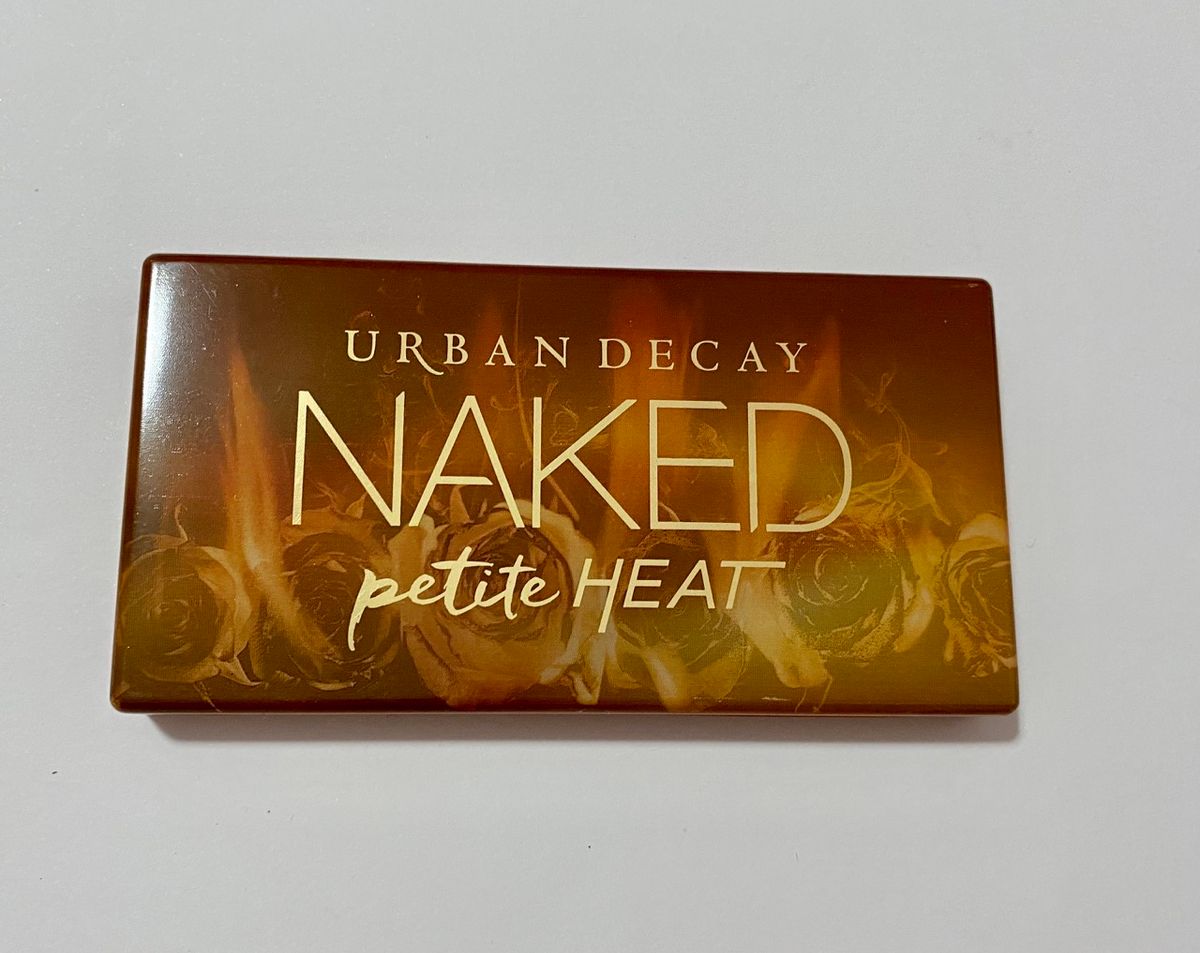 URBAN DECAY
NAKED
petite HEAT